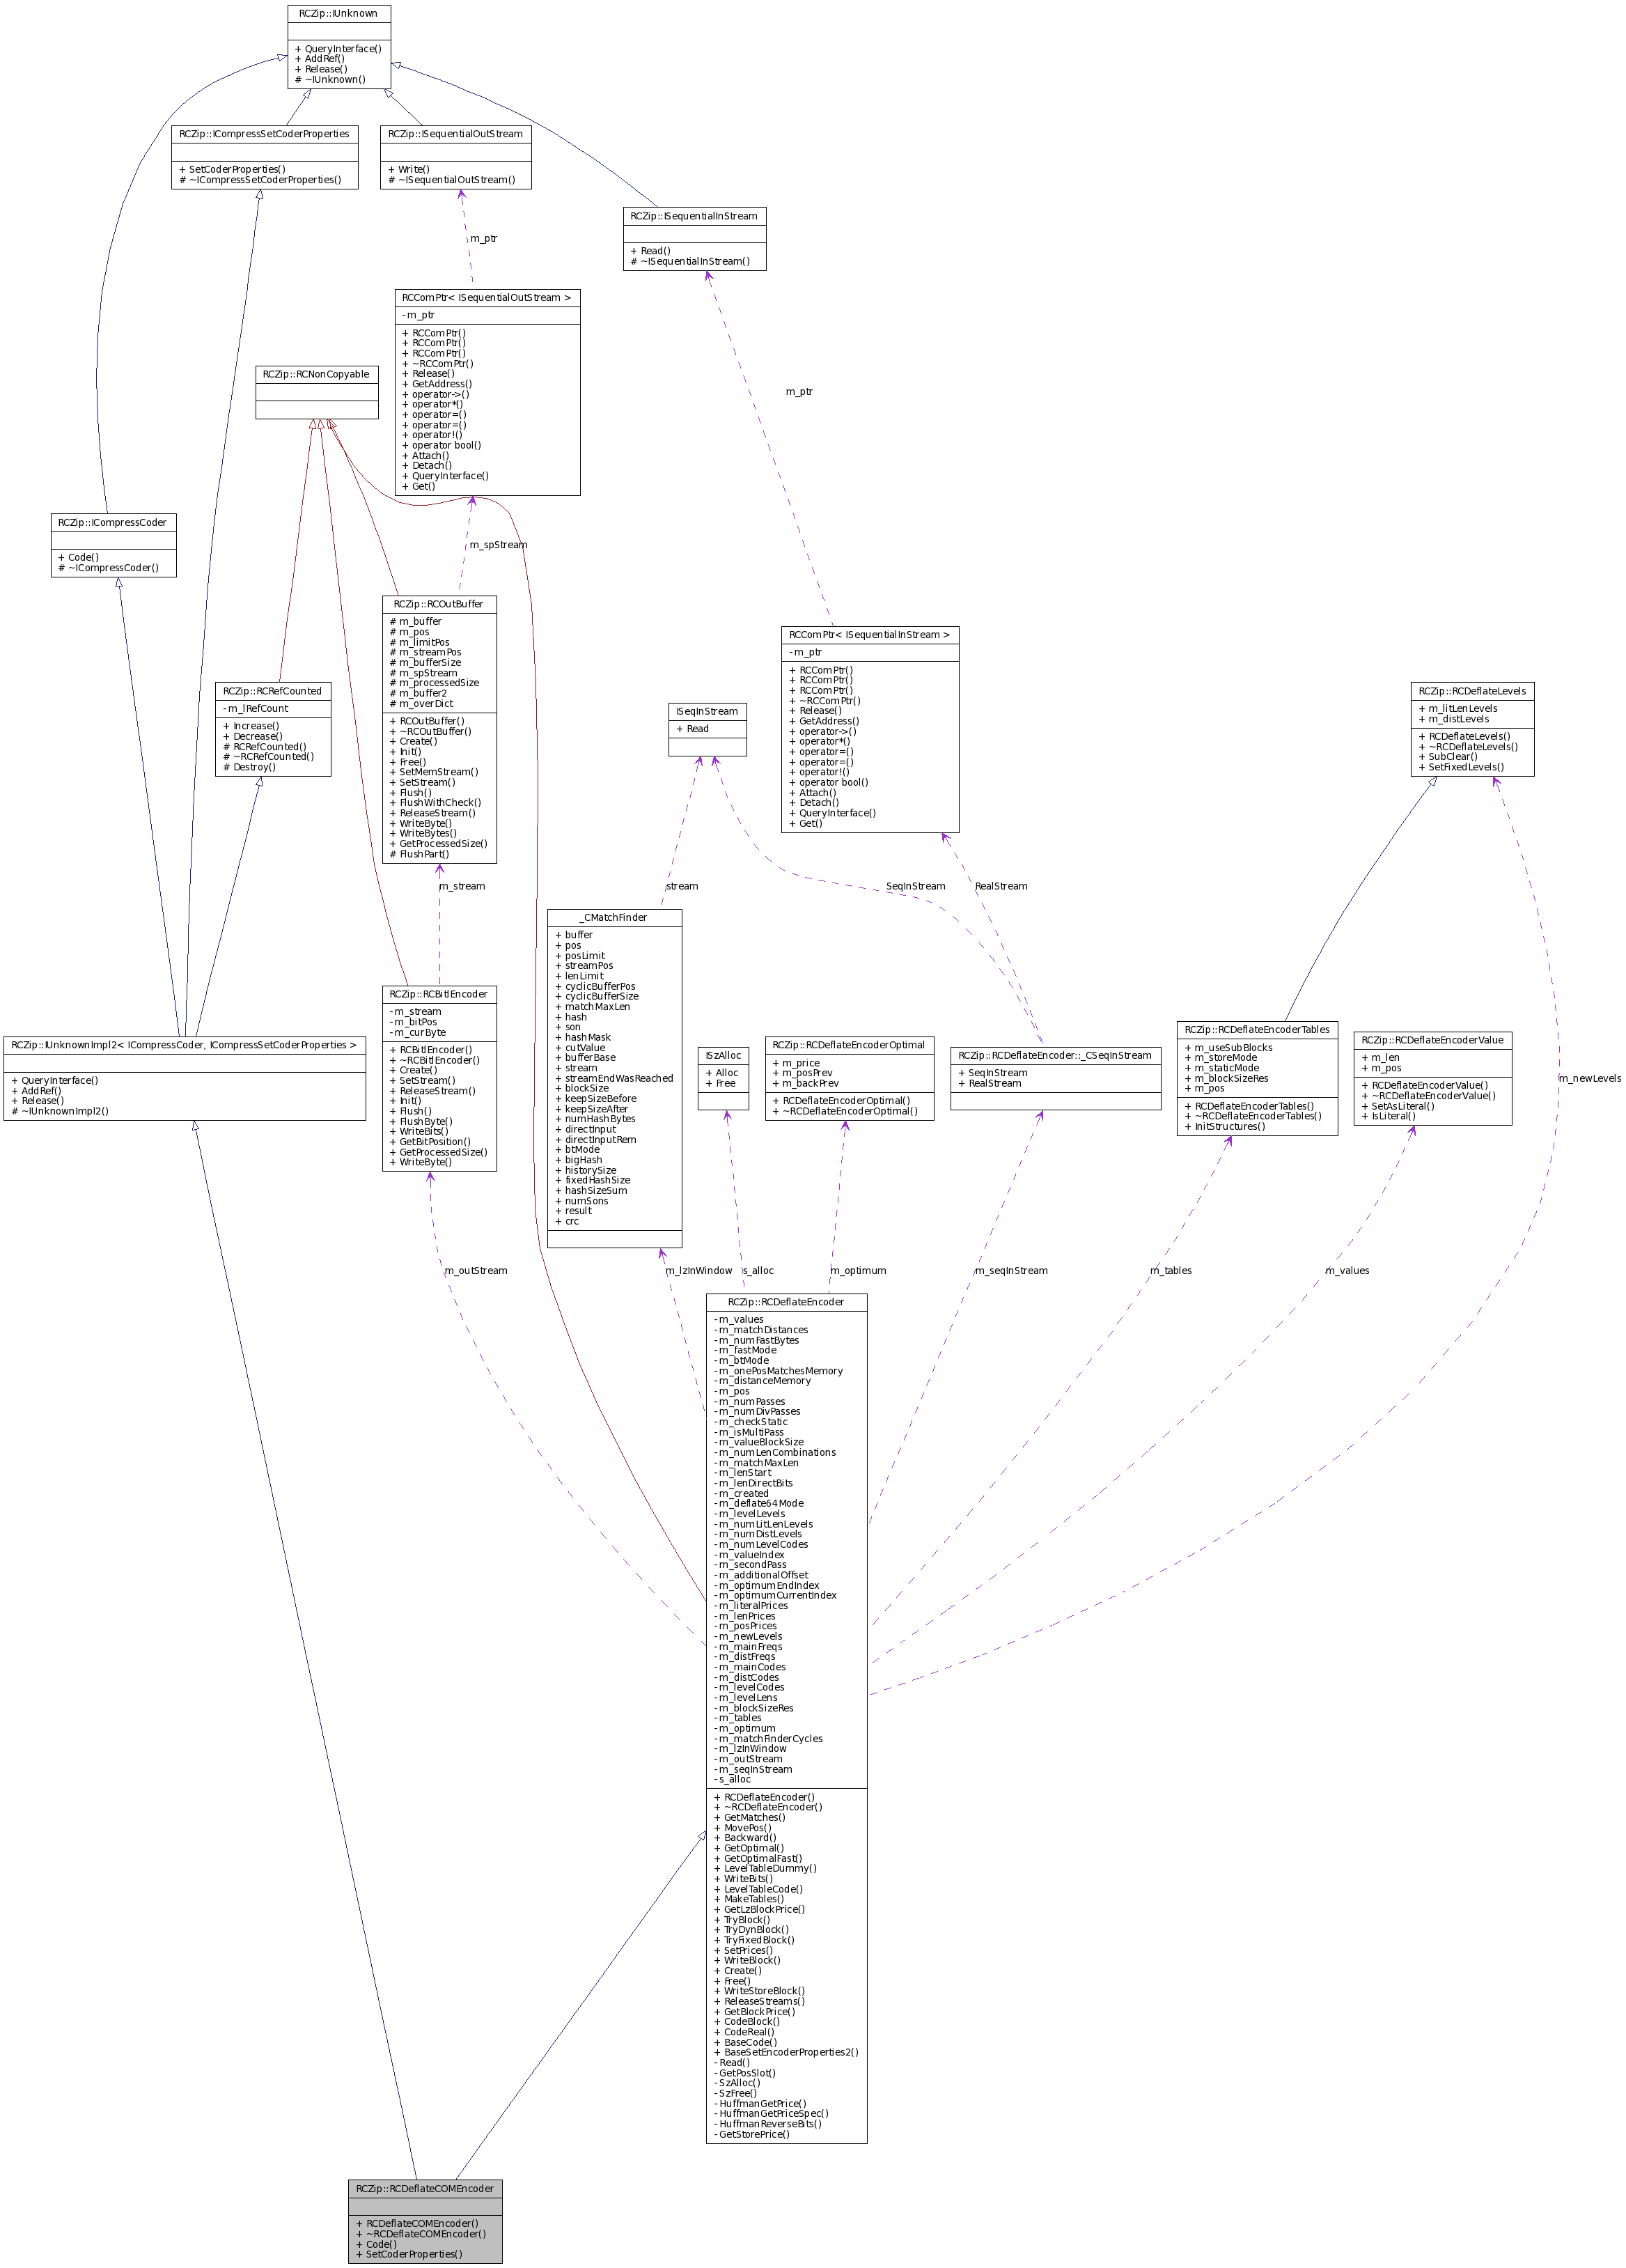 RCZip::IUnknown
+ QueryInterface()
+ AddRef()
+ Release()
# ~IUnknown()
RCZip::ICompressSetCoderProperties
+ SetCoderProperties()
# ~ICompressSetCoderProperties()
RCZip::ISequentialOutStream
+ Write()
# ~ISequentialOutStream()
RCZip::ISequentialInStream
+ Read()
# ~ISequentialInStream()
m_ptr
RCComPtr< ISequentialOutStream >
- m_ptr
+ RCComPtr()
+ RCComPtr()
+ RCComPtr()
+ ~RCComPtr()
+ Release()
+ GetAddress()
+ operator->()
+ operator*()
+ operator=()
+ operator=()
+ operator!()
+ operator bool()
+ Attach()
+ Detach()
+ QueryInterface()
+ Get()
RCZip::RCNonCopyable
m_ptr
RCZip::ICompressCoder
+ Code()
# ~ICompressCoder()
m_spStream
RCZip::RCOutBuffer
# m_buffer
# m_pos
# m_limitPos
# m_streamPos
# m_bufferSize
# m_spStream
# m_processedSize
# m_buffer2
# m_overDict
+ RCOutBuffer()
+ ~RCOutBuffer()
+ Create()
+ Init()
+ Free()
+ SetMemStream()
+ SetStream()
+ Flush()
+ FlushWithCheck()
+ ReleaseStream()
+ WriteByte()
+ WriteBytes()
+ GetProcessedSize()
# FlushPart()
RCComPtr< ISequentialInStream >
- m_ptr
+ RCComPtr()
+ RCComPtr()
+ RCComPtr()
+ ~RCComPtr()
+ Release()
+ GetAddress()
+ operator->()
+ operator*()
+ operator=()
+ operator=()
+ operator!()
+ operator bool()
+ Attach()
+ Detach()
+ QueryInterface()
+ Get()
RCZip::RCRefCounted
- m_lRefCount
+ Increase()
+ Decrease()
# RCRefCounted()
# ~RCRefCounted()
# Destroy()
ISeqInStream
+ Read
RCZip::RCDeflateLevels
+ m_litLenLevels
+ m_distLevels
+ RCDeflateLevels()
+ ~RCDeflateLevels()
+ SubClear()
+ SetFixedLevels()
m_stream
stream
SeqInStream
RealStream
_CMatchFinder
+ buffer
+ pos
+ posLimit
+ streamPos
+ lenLimit
+ cyclicBufferPos
+ cyclicBufferSize
+ matchMaxLen
+ hash
+ son
+ hashMask
+ cutValue
+ bufferBase
+ stream
+ streamEndWasReached
+ blockSize
+ keepSizeBefore
+ keepSizeAfter
+ numHashBytes
+ directInput
+ directInputRem
+ btMode
+ bigHash
+ historySize
+ fixedHashSize
+ hashSizeSum
+ numSons
+ result
+ crc
RCZip::RCBitlEncoder
- m_stream
- m_bitPos
- m_curByte
+ RCBitlEncoder()
+ ~RCBitlEncoder()
+ Create()
+ SetStream()
+ ReleaseStream()
+ Init()
+ Flush()
+ FlushByte()
+ WriteBits()
+ GetBitPosition()
+ GetProcessedSize()
+ WriteByte()
RCZip::IUnknownImpl2< ICompressCoder, ICompressSetCoderProperties >
+ QueryInterface()
+ AddRef()
+ Release()
# ~IUnknownImpl2()
ISzAlloc
+ Alloc
+ Free
RCZip::RCDeflateEncoderOptimal
+ m_price
+ m_posPrev
+ m_backPrev
+ RCDeflateEncoderOptimal()
+ ~RCDeflateEncoderOptimal()
RCZip::RCDeflateEncoder::_CSeqInStream
+ SeqInStream
+ RealStream
RCZip::RCDeflateEncoderTables
+ m_useSubBlocks
+ m_storeMode
+ m_staticMode
+ m_blockSizeRes
+ m_pos
+ RCDeflateEncoderTables()
+ ~RCDeflateEncoderTables()
+ InitStructures()
RCZip::RCDeflateEncoderValue
+ m_len
+ m_pos
+ RCDeflateEncoderValue()
+ ~RCDeflateEncoderValue()
+ SetAsLiteral()
+ IsLiteral()
m_newLevels
m_outStream
m_lzInWindow
s_alloc
m_optimum
m_seqInStream
m_tables
m_values
RCZip::RCDeflateEncoder
- m_values
- m_matchDistances
- m_numFastBytes
- m_fastMode
- m_btMode
- m_onePosMatchesMemory
- m_distanceMemory
- m_pos
- m_numPasses
- m_numDivPasses
- m_checkStatic
- m_isMultiPass
- m_valueBlockSize
- m_numLenCombinations
- m_matchMaxLen
- m_lenStart
- m_lenDirectBits
- m_created
- m_deflate64Mode
- m_levelLevels
- m_numLitLenLevels
- m_numDistLevels
- m_numLevelCodes
- m_valueIndex
- m_secondPass
- m_additionalOffset
- m_optimumEndIndex
- m_optimumCurrentIndex
- m_literalPrices
- m_lenPrices
- m_posPrices
- m_newLevels
- m_mainFreqs
- m_distFreqs
- m_mainCodes
- m_distCodes
- m_levelCodes
- m_levelLens
- m_blockSizeRes
- m_tables
- m_optimum
- m_matchFinderCycles
- m_lzInWindow
- m_outStream
- m_seqInStream
- s_alloc
+ RCDeflateEncoder()
+ ~RCDeflateEncoder()
+ GetMatches()
+ MovePos()
+ Backward()
+ GetOptimal()
+ GetOptimalFast()
+ LevelTableDummy()
+ WriteBits()
+ LevelTableCode()
+ MakeTables()
+ GetLzBlockPrice()
+ TryBlock()
+ TryDynBlock()
+ TryFixedBlock()
+ SetPrices()
+ WriteBlock()
+ Create()
+ Free()
+ WriteStoreBlock()
+ ReleaseStreams()
+ GetBlockPrice()
+ CodeBlock()
+ CodeReal()
+ BaseCode()
+ BaseSetEncoderProperties2()
- Read()
- GetPosSlot()
- SzAlloc()
- SzFree()
- HuffmanGetPrice()
- HuffmanGetPriceSpec()
- HuffmanReverseBits()
- GetStorePrice()
RCZip::RCDeflateCOMEncoder
+ RCDeflateCOMEncoder()
+ ~RCDeflateCOMEncoder()
+ Code()
+ SetCoderProperties()